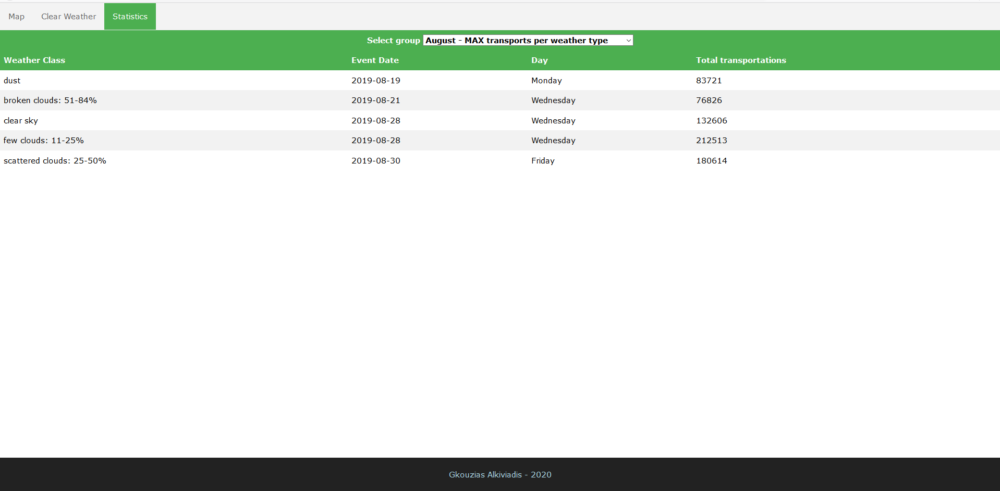 Map Clear Weather Statistics
Select group August - MAX transports per weather type
Weather Class Event Date Day Total transportations
dust 2019-08-19 Monday 83721
broken clouds: 51-84% 2019-08-21 Wednesday 76826
clear sky 2019-08-28 Wednesday 132606
few clouds: 11-25% 2019-08-28 Wednesday 212513
scattered clouds: 25-50% 2019-08-30 Friday 180614
Gkouzias Alkiviadis - 2020